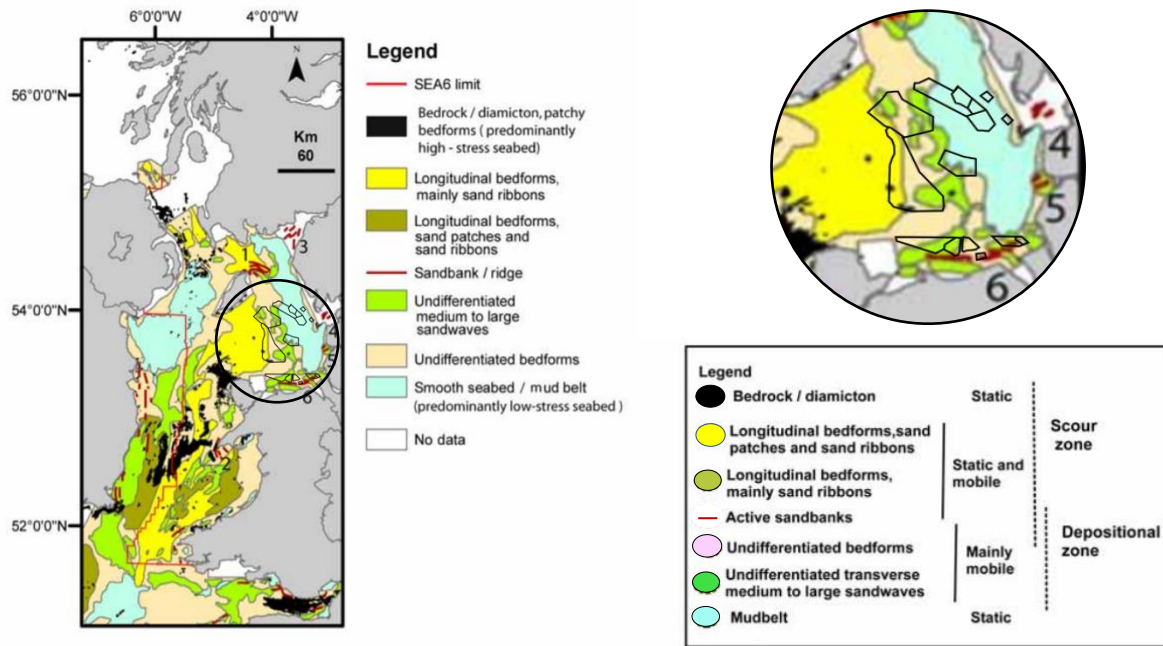 6°0'0"W
4°0'0"W
56°0'0"N
54°0'0"N
52°0'0"N
N
Km
60
1
2
3
4
5
6
Legend
SEA6 limit
Bedrock / diamicton, patchy
bedforms ( predominantly
high - stress seabed)
Longitudinal bedforms,
mainly sand ribbons
Longitudinal bedforms,
sand patches and
sand ribbons
Sandbank / ridge
Undifferentiated
medium to large
sandwaves
Undifferentiated bedforms
Smooth seabed / mud belt
(predominantly low-stress seabed )
No data
4
5
6
Legend
Bedrock / diamicton
Static
Longitudinal bedforms,sand
patches and sand ribbons
Longitudinal bedforms,
mainly sand ribbons
Static and
mobile
Scour
zone
Active sandbanks
Undifferentiated bedforms
Undifferentiated transverse
medium to large sandwaves
Mainly
mobile
Depositional
zone
Mudbelt
Static